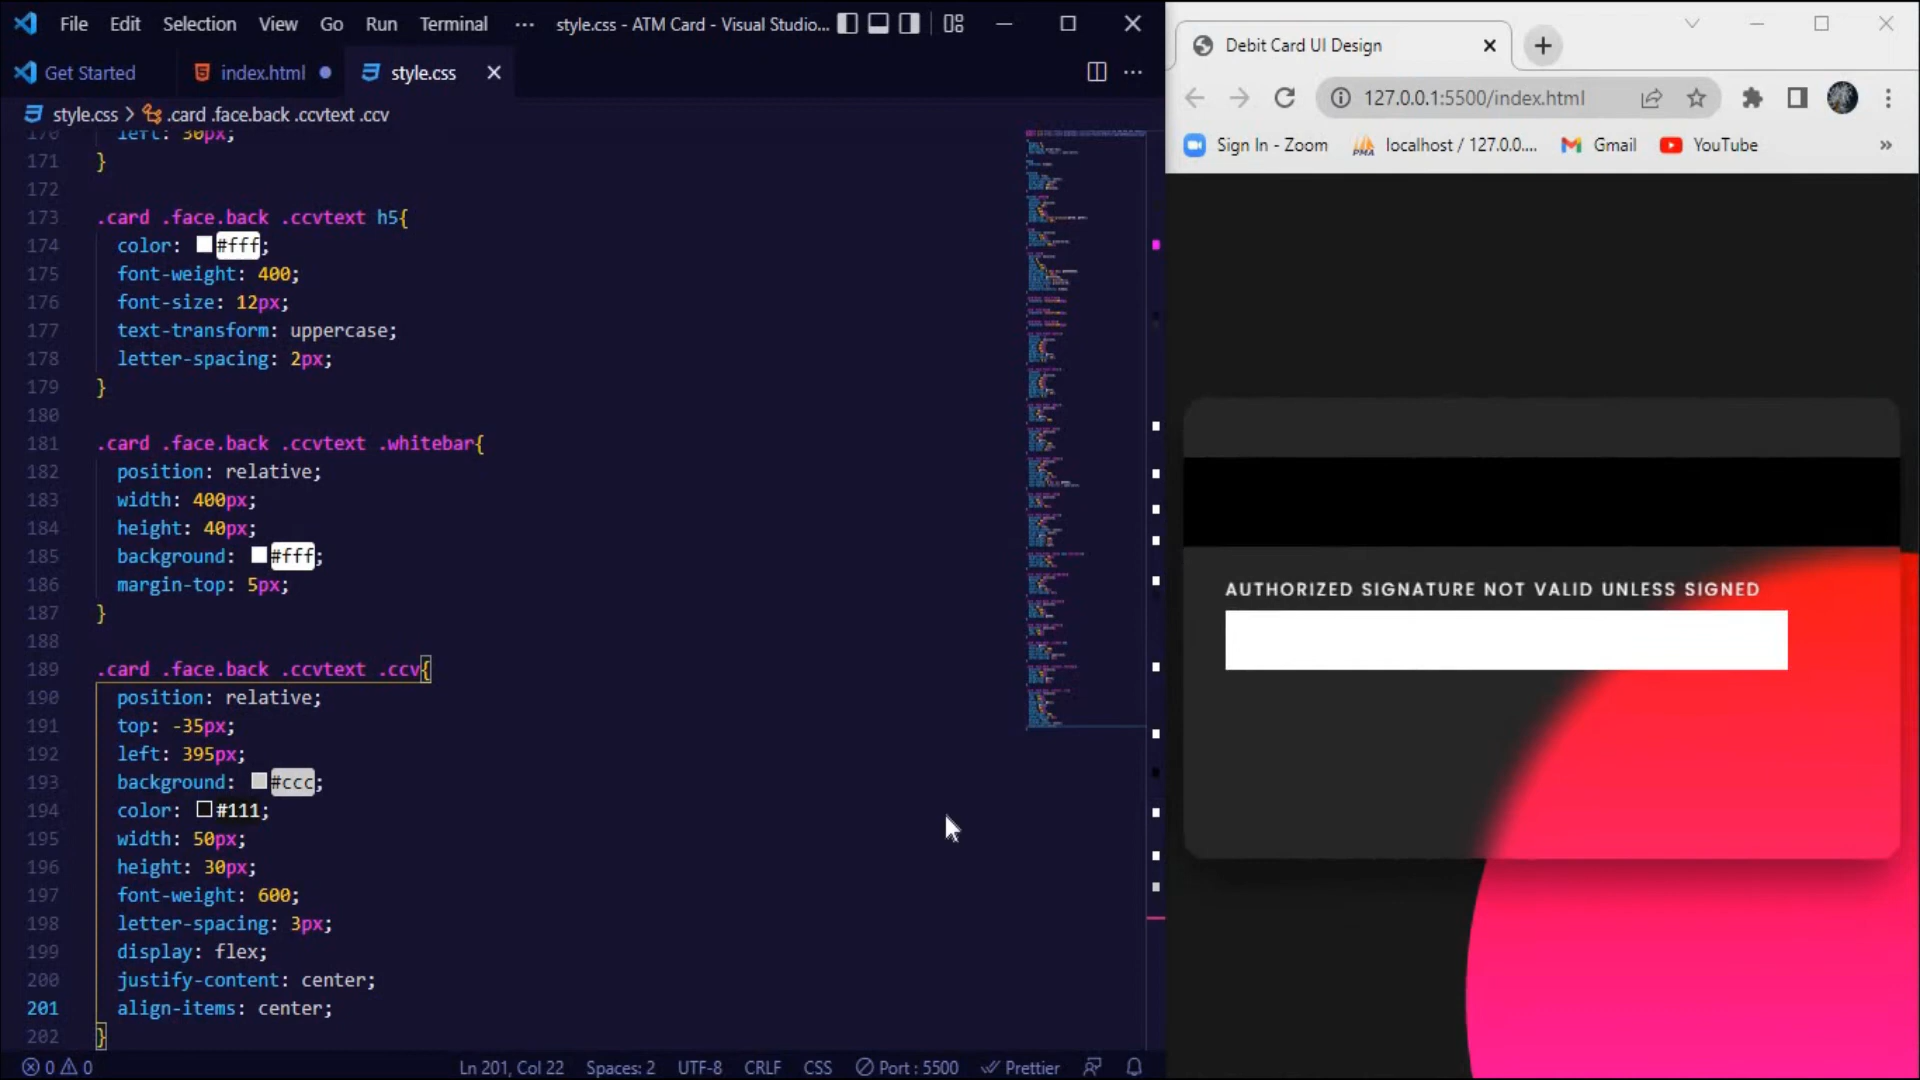 File Edit Selection View Go Run Terminal ··· style.css - ATM Card - Visual Studio...
Get Started index.html style.css
style.css > .card .face.back .ccvtext .ccv
170 left: 30px;
171 }
172
173 .card .face.back .ccvtext h5{
174 color: #fff;
175 font-weight: 400;
176 font-size: 12px;
177 text-transform: uppercase;
178 letter-spacing: 2px;
179 }
180
181 .card .face.back .ccvtext .whitebar{
182 position: relative;
183 width: 400px;
184 height: 40px;
185 background: #fff;
186 margin-top: 5px;
187 }
188
189 .card .face.back .ccvtext .ccv{
190 position: relative;
191 top: -35px;
192 left: 395px;
193 background: #ccc;
194 color: #111;
195 width: 50px;
196 height: 30px;
197 font-weight: 600;
198 letter-spacing: 3px;
199 display: flex;
200 justify-content: center;
201 align-items: center;
202 }
0 0 Ln 201, Col 22 Spaces: 2 UTF-8 CRLF CSS Port : 5500 Prettier
Debit Card UI Design
127.0.0.1:5500/index.html
Sign In - Zoom localhost / 127.0.0.... Gmail YouTube »
AUTHORIZED SIGNATURE NOT VALID UNLESS SIGNED